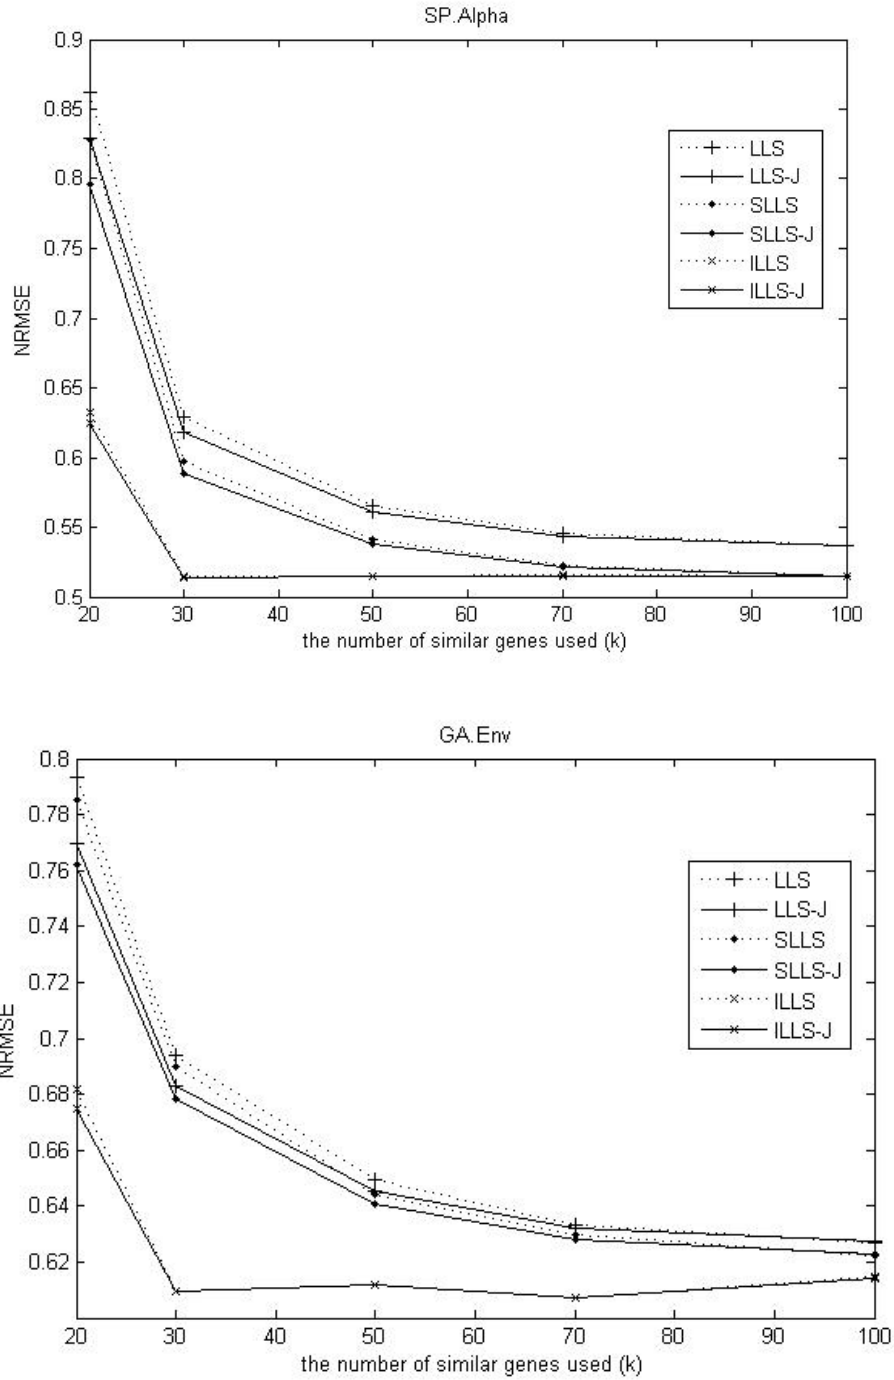 SP.Alpha
0.9
0.85
0.8
0.75
0.7
0.65
0.6
0.55
0.5
NRMSE
LLS
LLS-J
SLLS
SLLS-J
ILLS
ILLS-J
20 30 40 50 60 70 80 90 100
the number of similar genes used (k)
GA.Env
0.8
0.78
0.76
0.74
0.72
0.7
0.68
0.66
0.64
0.62
NRMSE
LLS
LLS-J
SLLS
SLLS-J
ILLS
ILLS-J
20 30 40 50 60 70 80 90 100
the number of similar genes used (k)